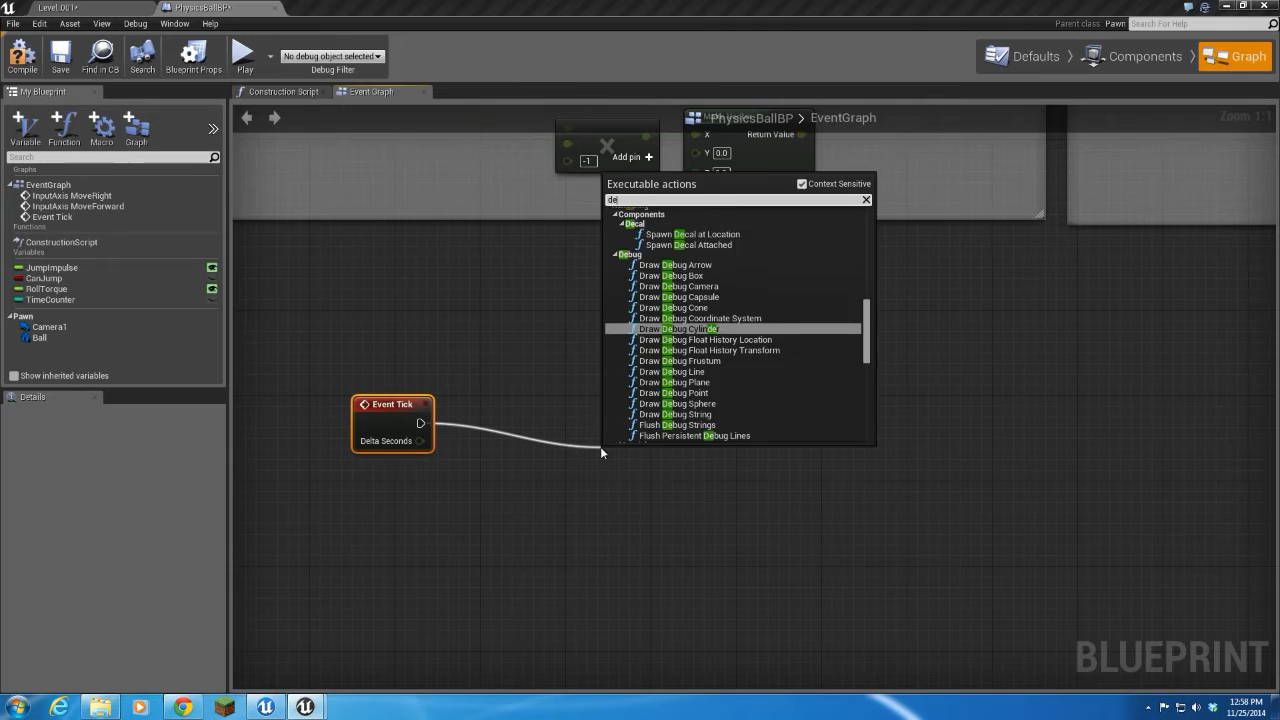 Level.001*
PhysicsBallBP*
File Edit Asset View Debug Window Help
Parent class: Pawn
Search For Help
Compile
Save
Find in CB
Search
Blueprint Props
Play
No debug object selected
Debug Filter
Defaults
Components
Graph
My Blueprint
Construction Script
Event Graph
Variable
Function
Macro
Graph
Search
Graphs
EventGraph
InputAxis MoveRight
InputAxis MoveForward
Event Tick
Functions
ConstructionScript
Variables
JumpImpulse
CanJump
RollTorque
TimeCounter
Pawn
Camera1
Ball
Show inherited variables
Details
PhysicsBallBP > EventGraph
Zoom 1:1
-1
Add pin
X
Return Value
Y 0.0
Executable actions
Context Sensitive
de
Components
Decal
Spawn Decal at Location
Spawn Decal Attached
Debug
Draw Debug Arrow
Draw Debug Box
Draw Debug Camera
Draw Debug Capsule
Draw Debug Cone
Draw Debug Coordinate System
Draw Debug Cylinder
Draw Debug Float History Location
Draw Debug Float History Transform
Draw Debug Frustum
Draw Debug Line
Draw Debug Plane
Draw Debug Point
Draw Debug Sphere
Draw Debug String
Flush Debug Strings
Flush Persistent Debug Lines
Event Tick
Delta Seconds
BLUEPRINT
12:58 PM
11/25/2014